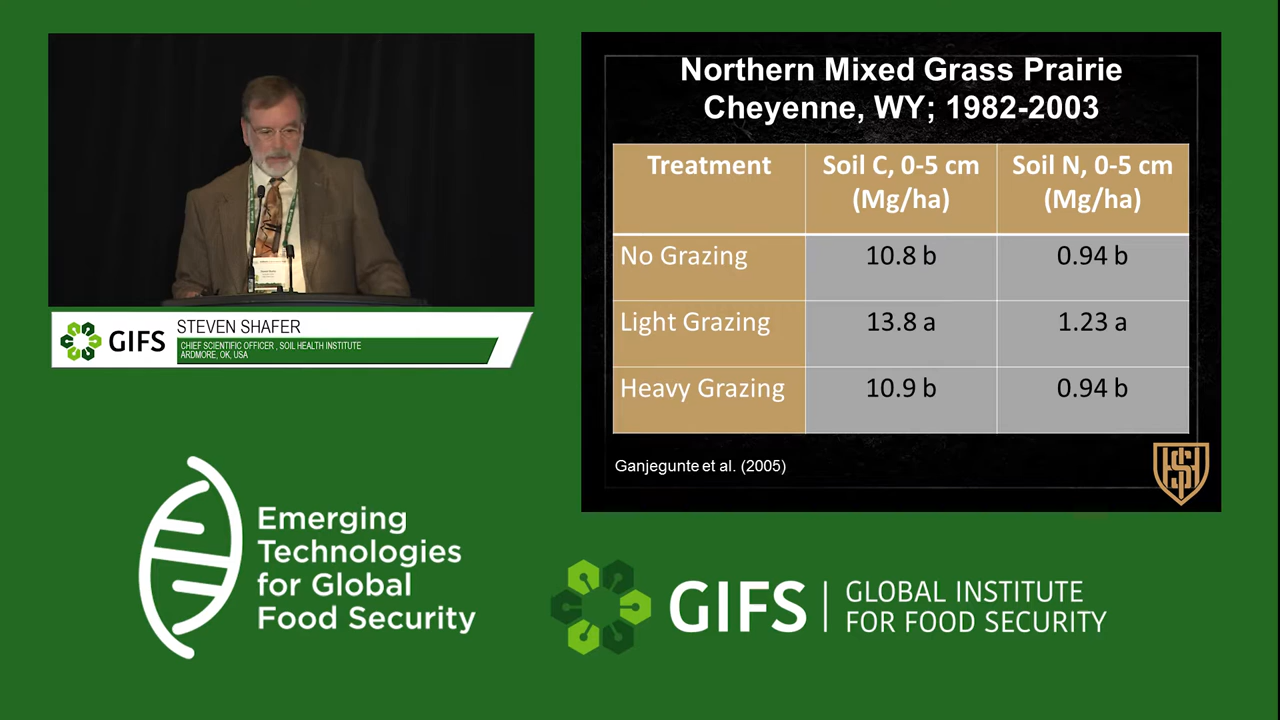 Northern Mixed Grass Prairie
Cheyenne, WY; 1982-2003
Treatment
Soil C, 0-5 cm
(Mg/ha)
Soil N, 0-5 cm
(Mg/ha)
No Grazing
10.8 b
0.94 b
Light Grazing
13.8 a
1.23 a
Heavy Grazing
10.9 b
0.94 b
Ganjegunte et al. (2005)
GIFS
STEVEN SHAFER
CHIEF SCIENTIFIC OFFICER , SOIL HEALTH INSTITUTE
ARDMORE, OK, USA
Emerging
Technologies
for Global
Food Security
GIFS
GLOBAL INSTITUTE
FOR FOOD SECURITY